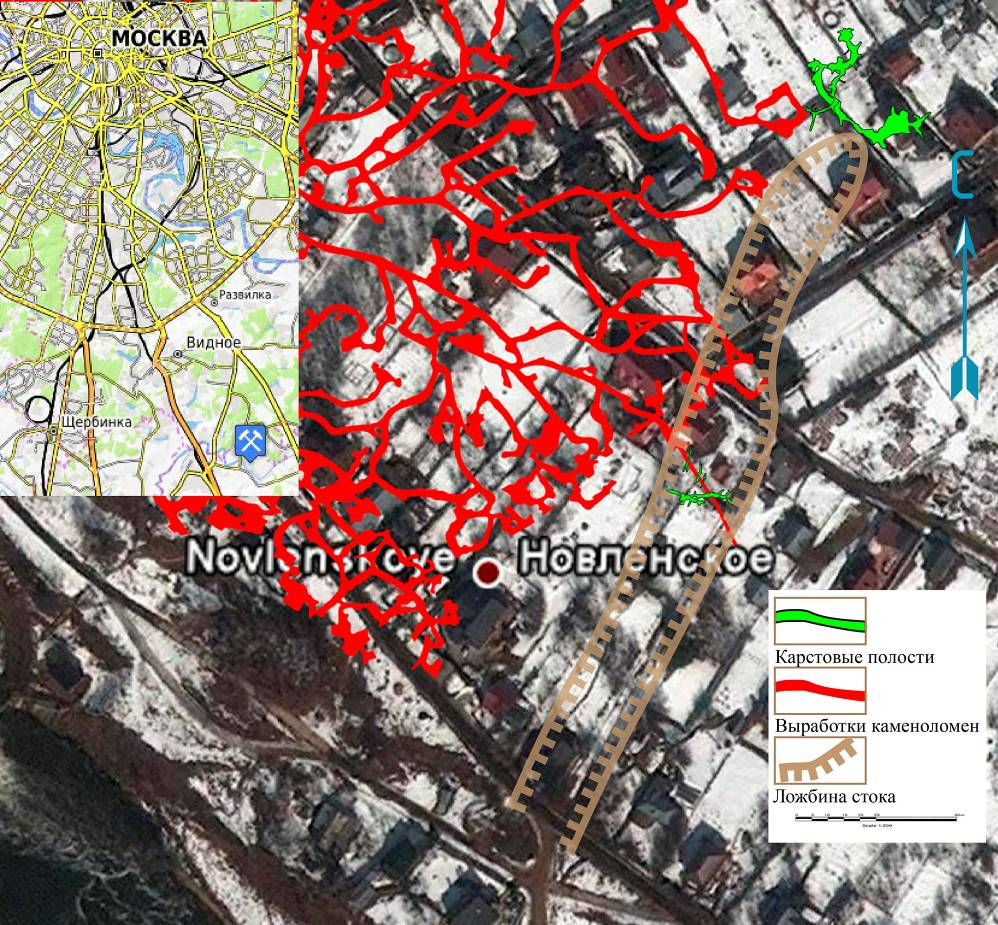 МОСКВА
Развилка
Видное
Щербинка
С
Novlenskoye Новленское
Карстовые полости
Выработки каменоломен
Ложбина стока